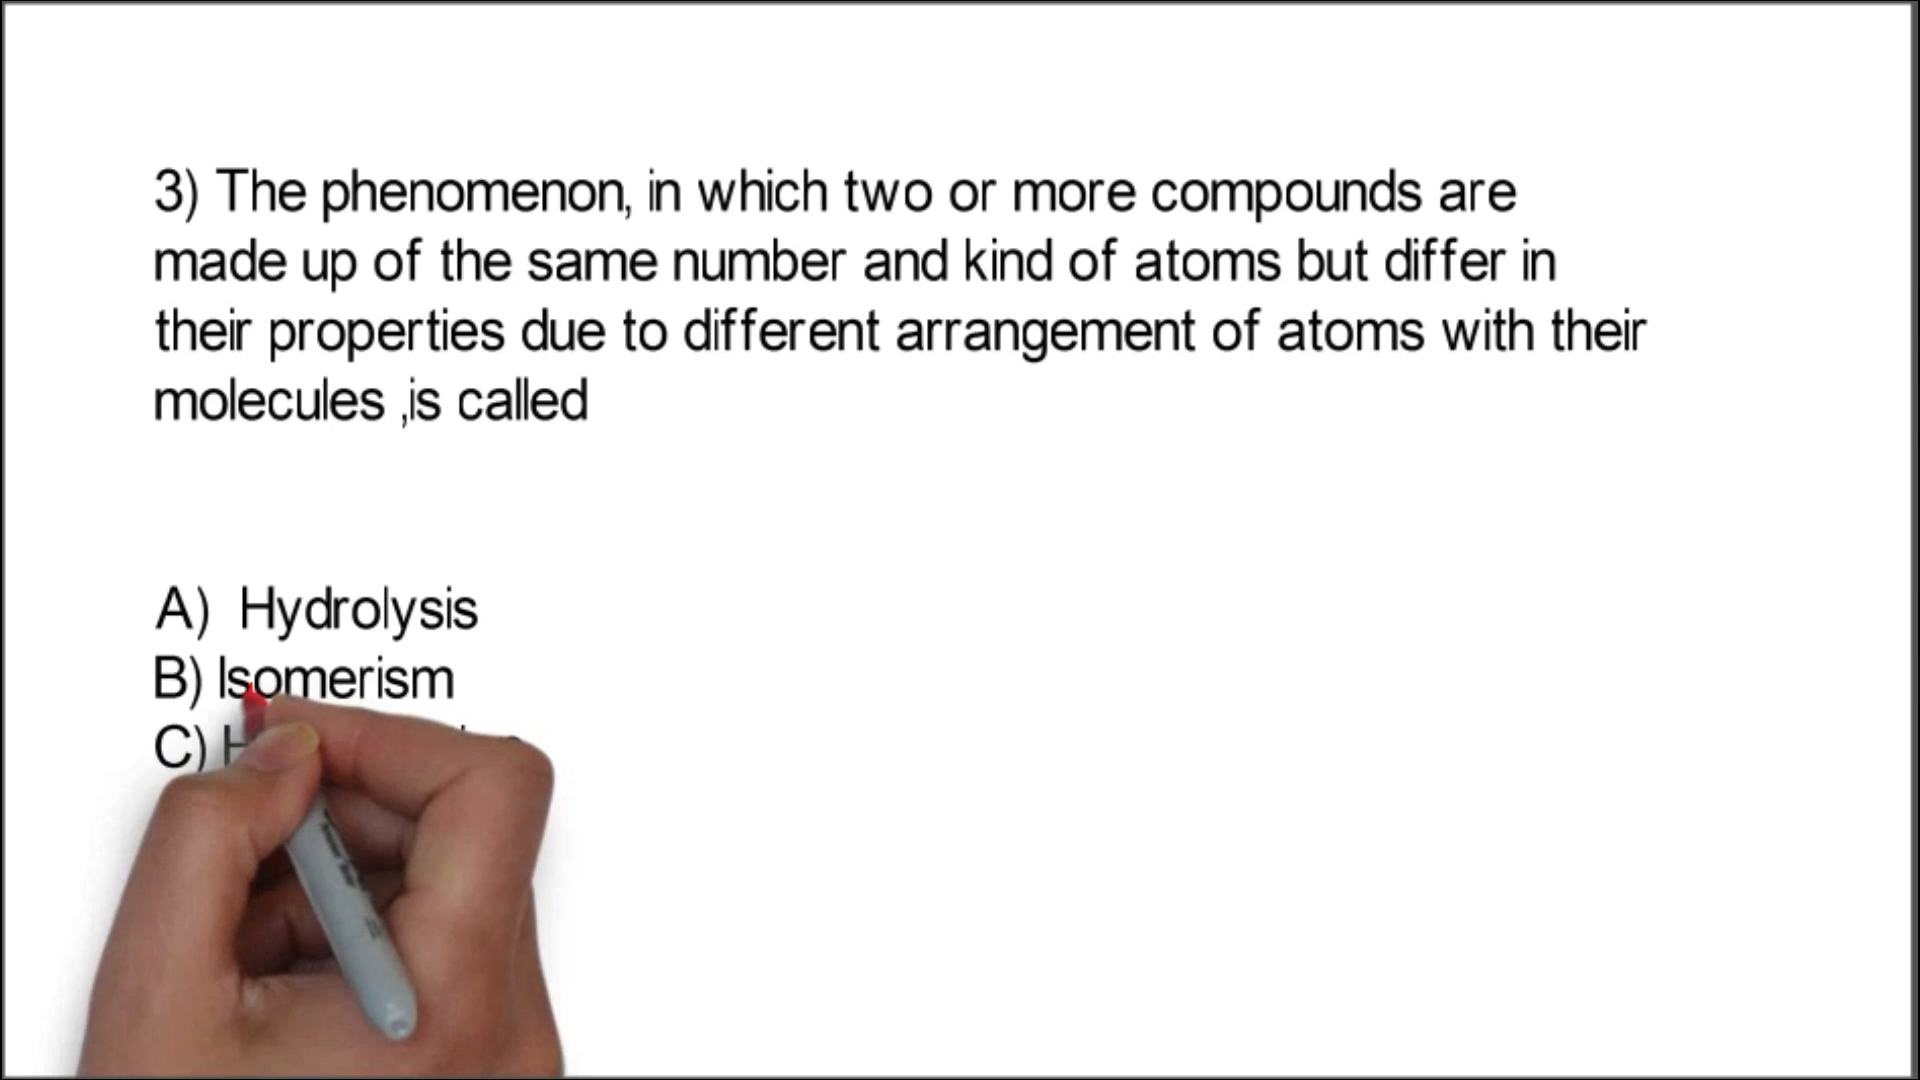 3) The phenomenon, in which two or more compounds are
made up of the same number and kind of atoms but differ in
their properties due to different arrangement of atoms with their
molecules ,is called
A) Hydrolysis
B) Isomerism
C)